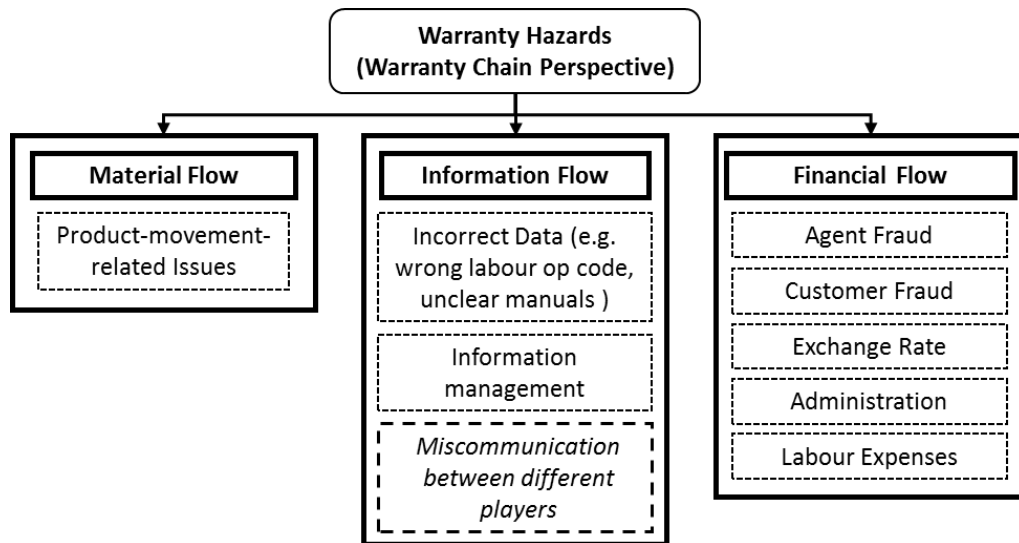 Warranty Hazards
(Warranty Chain Perspective)
Material Flow
Product-movement-
related Issues
Information Flow
Incorrect Data (e.g.
wrong labour op code,
unclear manuals )
Information
management
Miscommunication
between different
players
Financial Flow
Agent Fraud
Customer Fraud
Exchange Rate
Administration
Labour Expenses